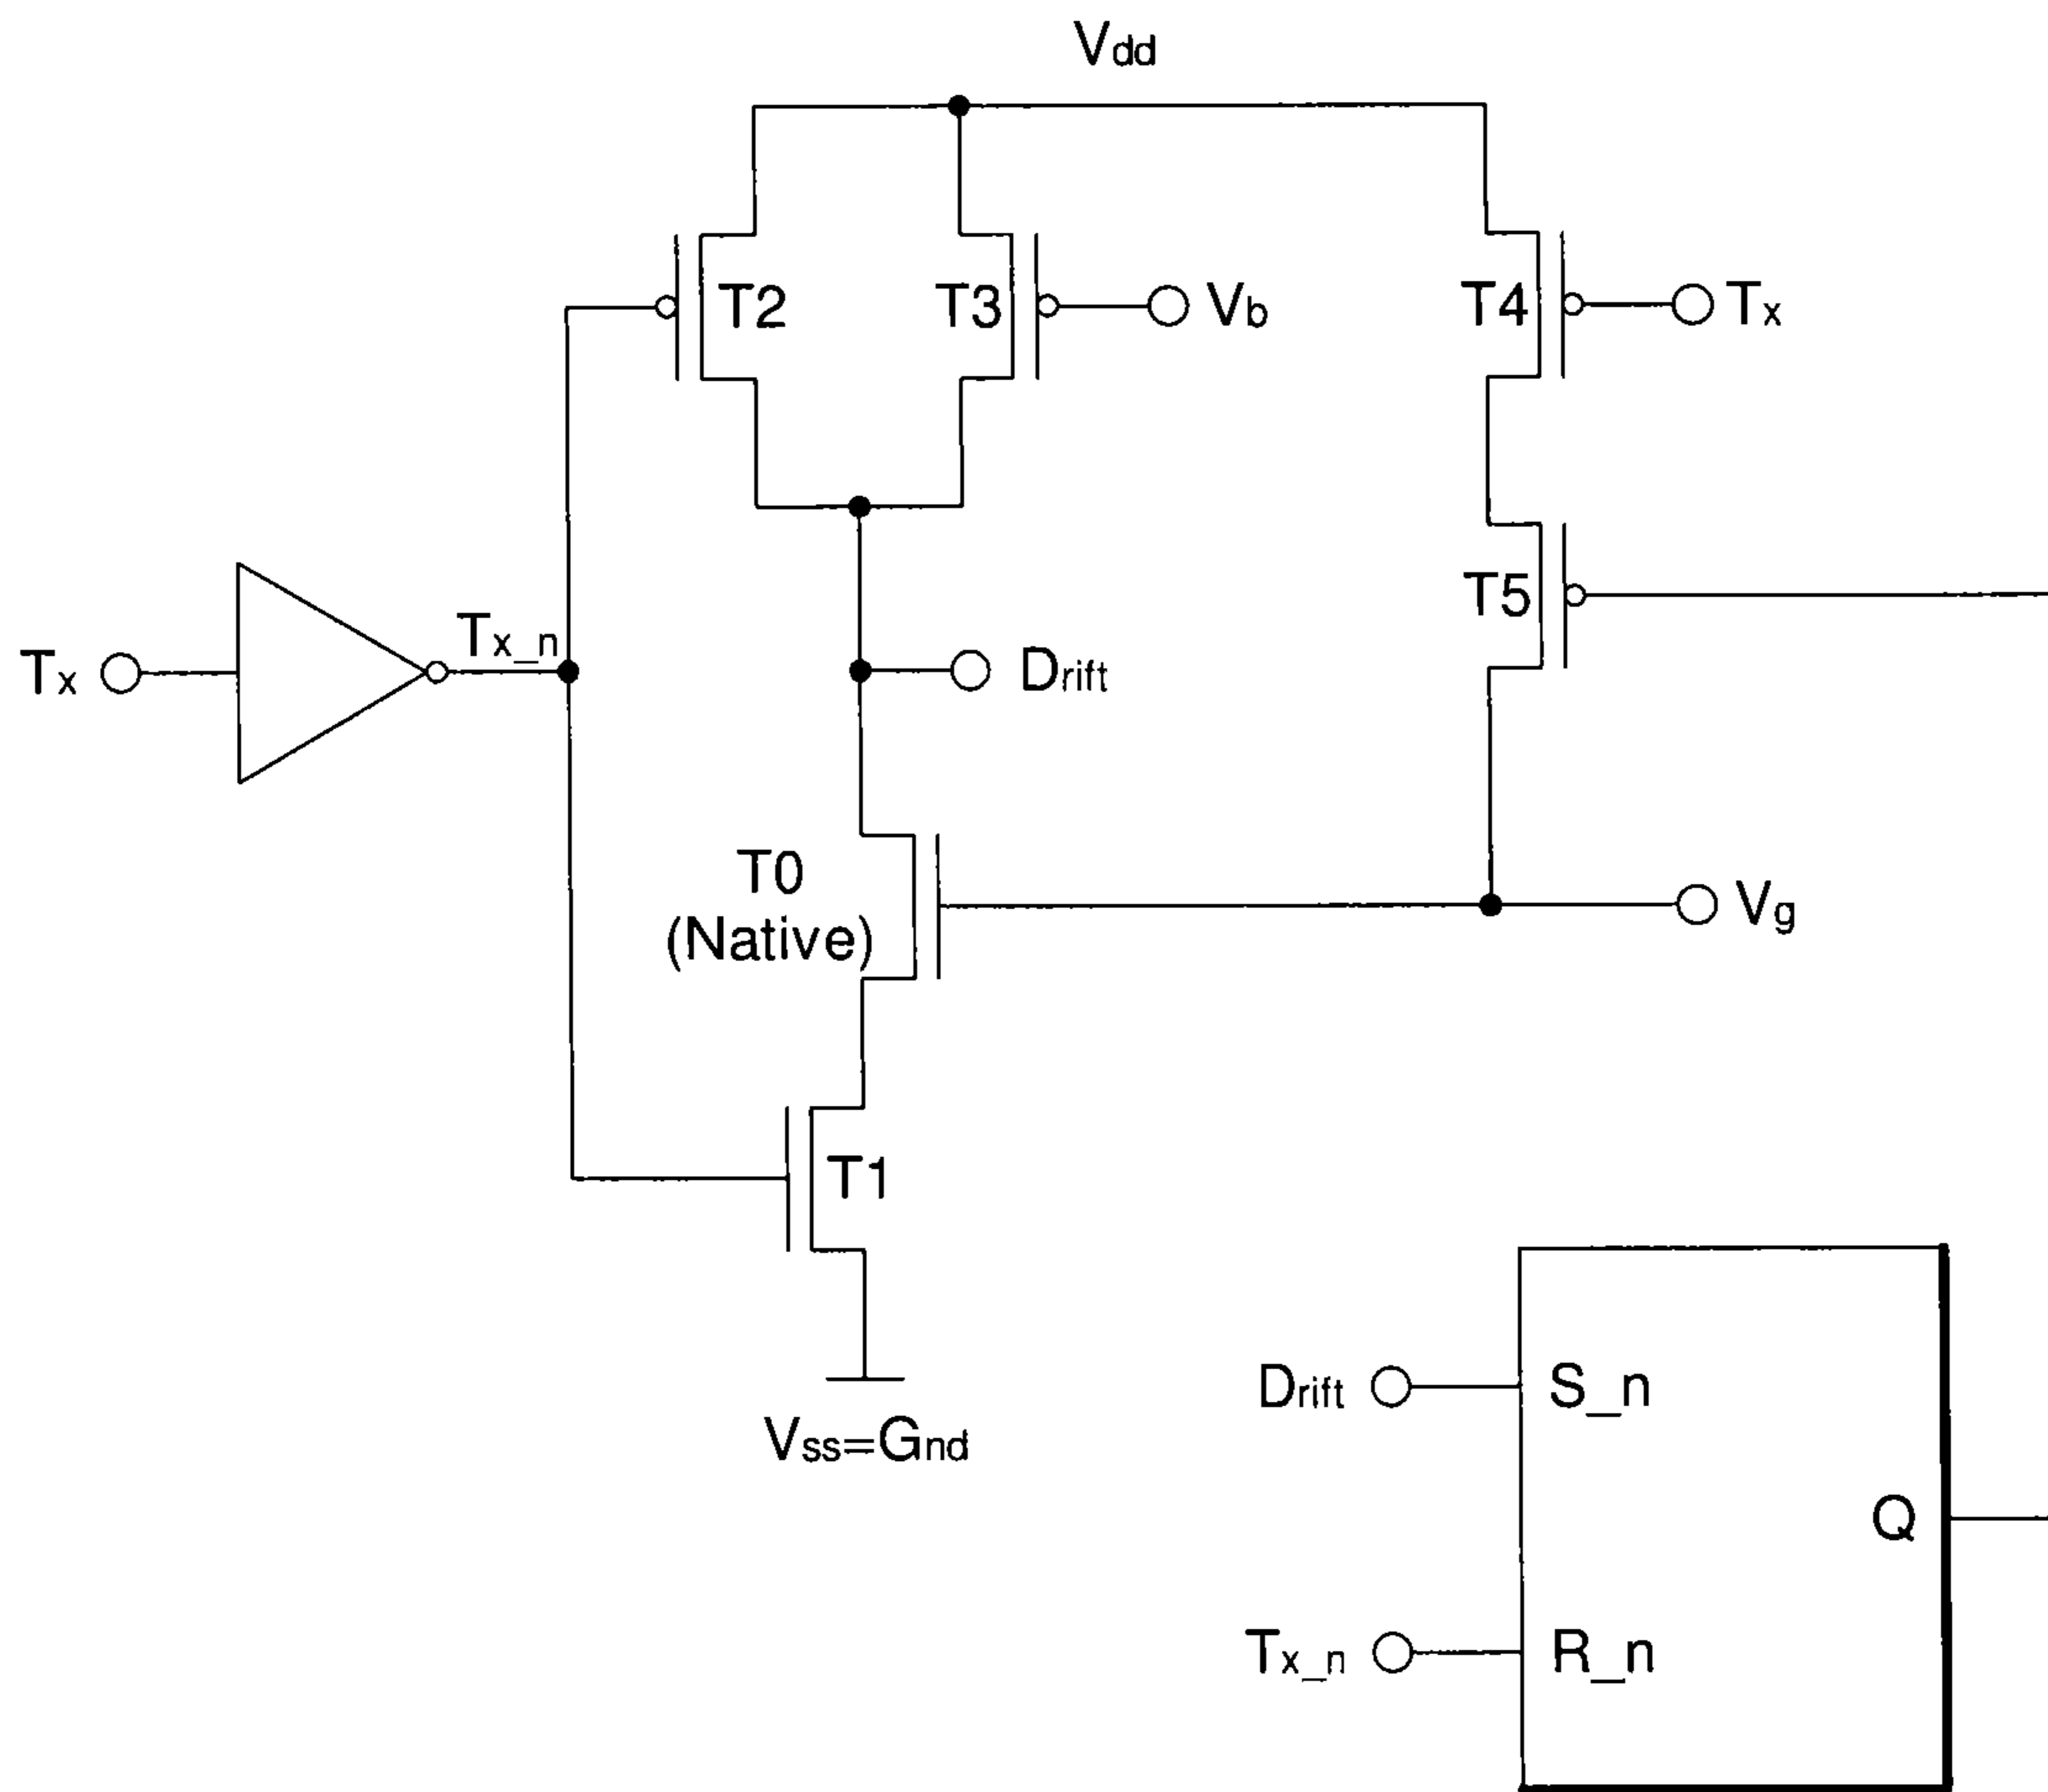 Vdd
T2
T3
Vb
T4
Tx
T5
Tx
Tx_n
Drift
T0
(Native)
Vg
T1
Vss=Gnd
Drift
S_n
Q
Tx_n
R_n